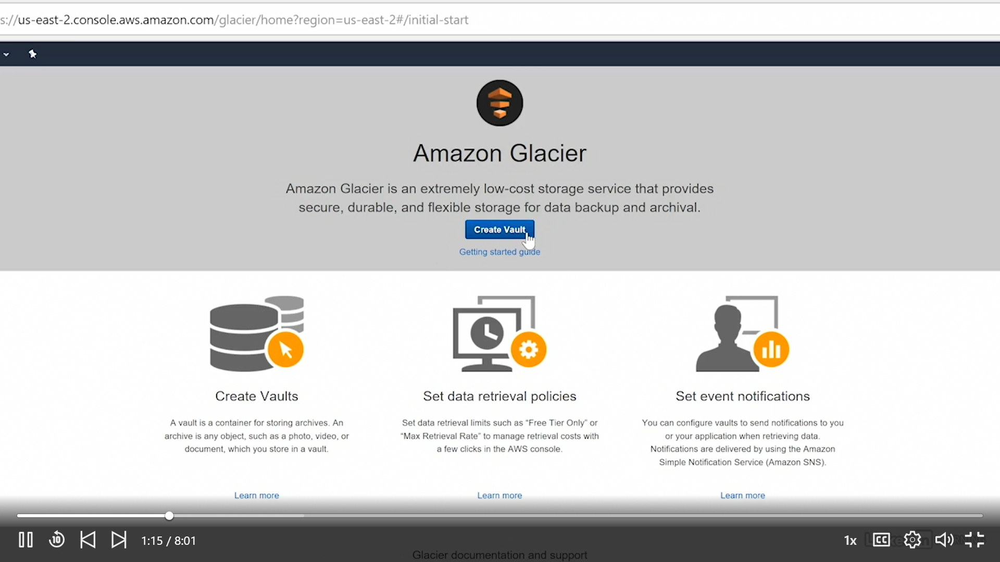 s://us-east-2.console.aws.amazon.com/glacier/home?region=us-east-2#/initial-start
Amazon Glacier
Amazon Glacier is an extremely low-cost storage service that provides
secure, durable, and flexible storage for data backup and archival.
Create Vault
Getting started guide
Create Vaults
A vault is a container for storing archives. An
archive is any object, such as a photo, video, or
document, which you store in a vault.
Learn more
Set data retrieval policies
Set data retrieval limits such as “Free Tier Only” or
“Max Retrieval Rate” to manage retrieval costs with
a few clicks in the AWS console.
Learn more
Set event notifications
You can configure vaults to send notifications to you
or your application when retrieving data.
Notifications are delivered by using the Amazon
Simple Notification Service (Amazon SNS).
Learn more
10
1:15 / 8:01
1x
CC
Glacier documentation and support